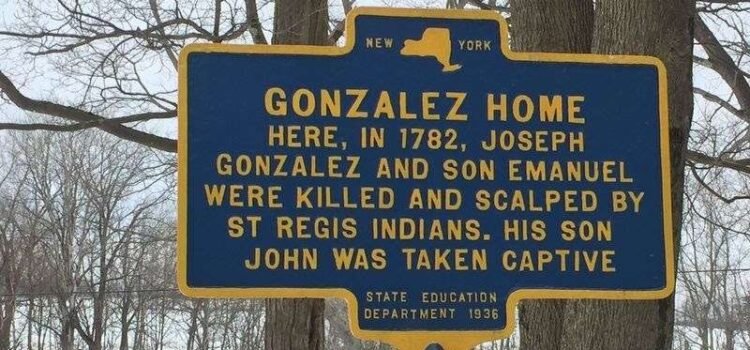 NEW YORK
GONZALEZ HOME
HERE, IN 1782, JOSEPH
GONZALEZ AND SON EMANUEL
WERE KILLED AND SCALPED BY
ST REGIS INDIANS. HIS SON
JOHN WAS TAKEN CAPTIVE
STATE EDUCATION
DEPARTMENT 1936